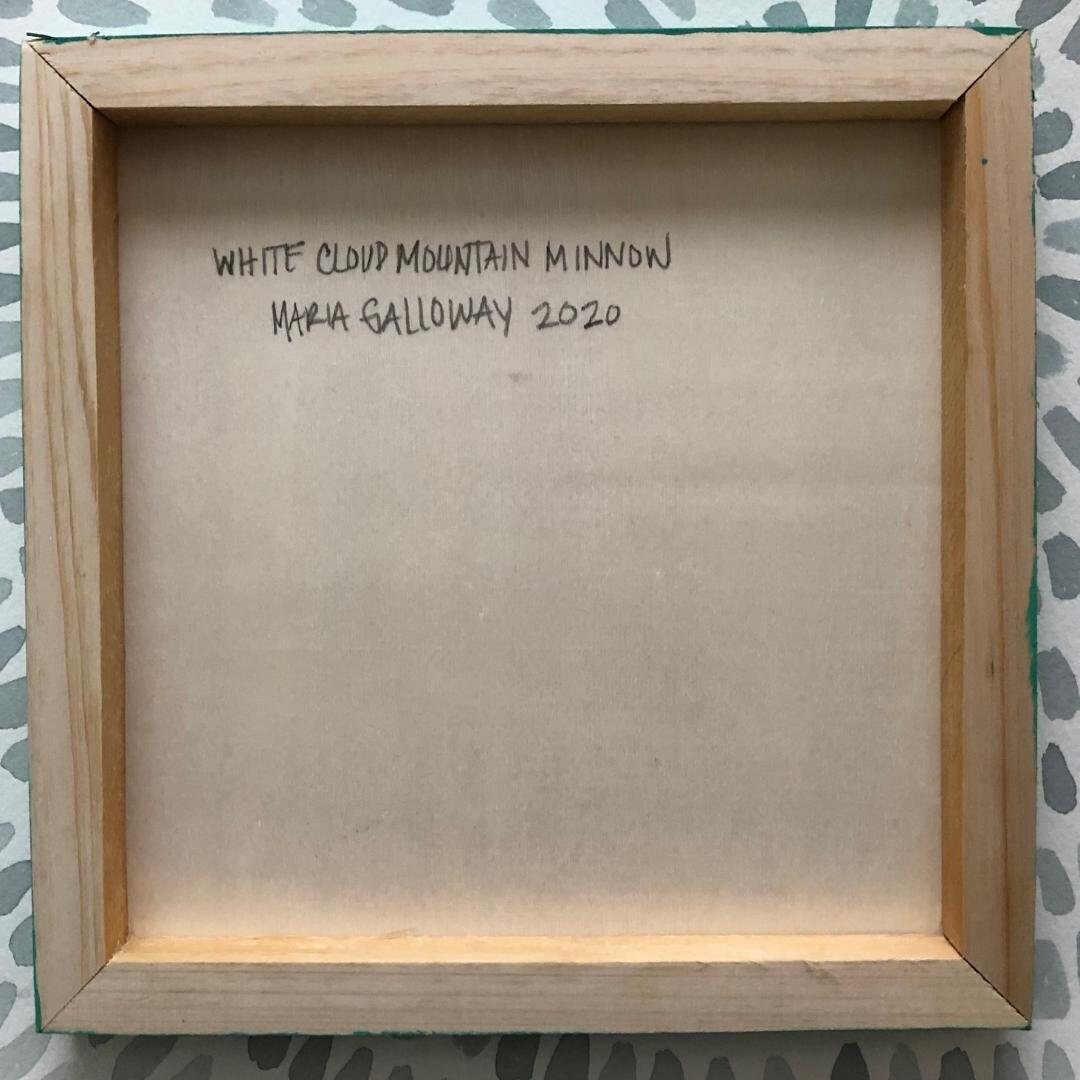 WHITE CLOUD MOUNTAIN MINNOW
MARIA GALLOWAY 2020